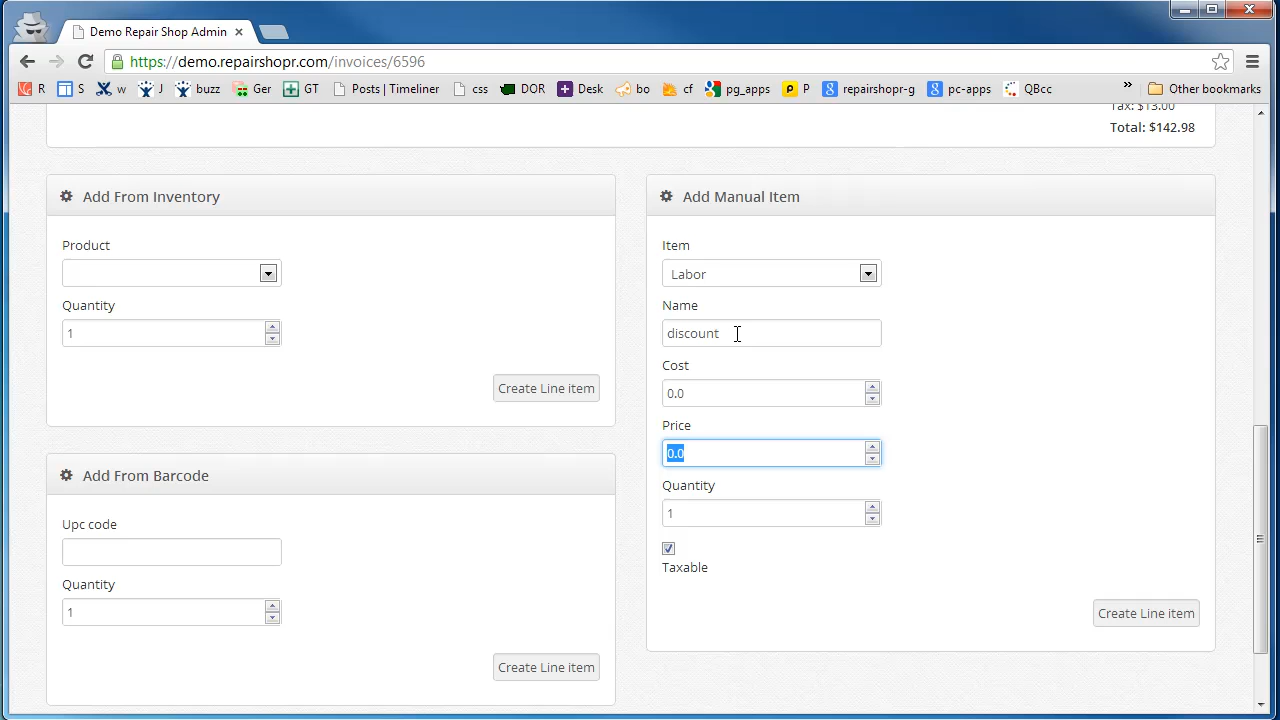 Demo Repair Shop Admin
https://demo.repairshopr.com/invoices/6596
R S w J buzz Ger GT Posts | Timeliner css DOR Desk bo cf pg_apps P repairshopr-g pc-apps QBcc » Other bookmarks
Tax: $13.00
Total: $142.98
Add From Inventory
Product
Quantity
1
Create Line item
Add From Barcode
Upc code
Quantity
1
Create Line item
Add Manual Item
Item
Labor
Name
discount
Cost
0.0
Price
0.0
Quantity
1
Taxable
Create Line item